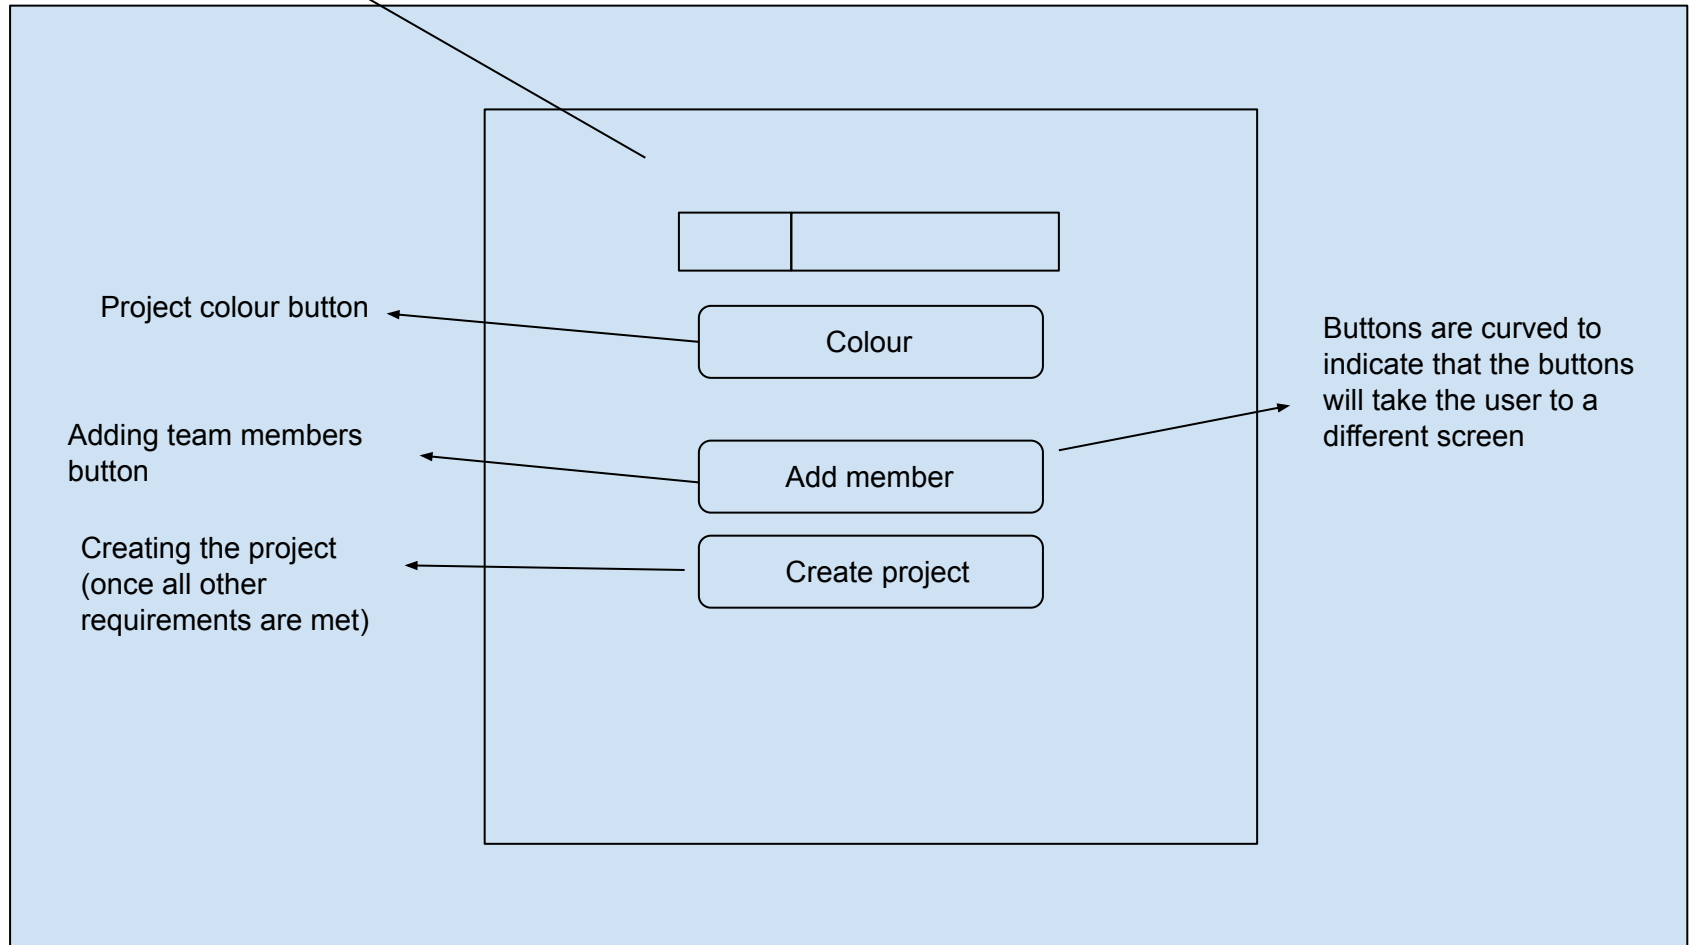 Project colour button
Colour
Buttons are curved to
indicate that the buttons
will take the user to a
different screen
Adding team members
button
Add member
Creating the project
(once all other
requirements are met)
Create project